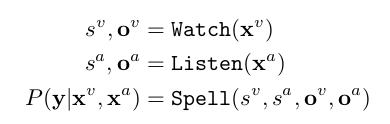 s^v, o^v = Watch(x^v)
s^a, o^a = Listen(x^a)
P(y|x^v, x^a) = Spell(s^v, s^a, o^v, o^a)